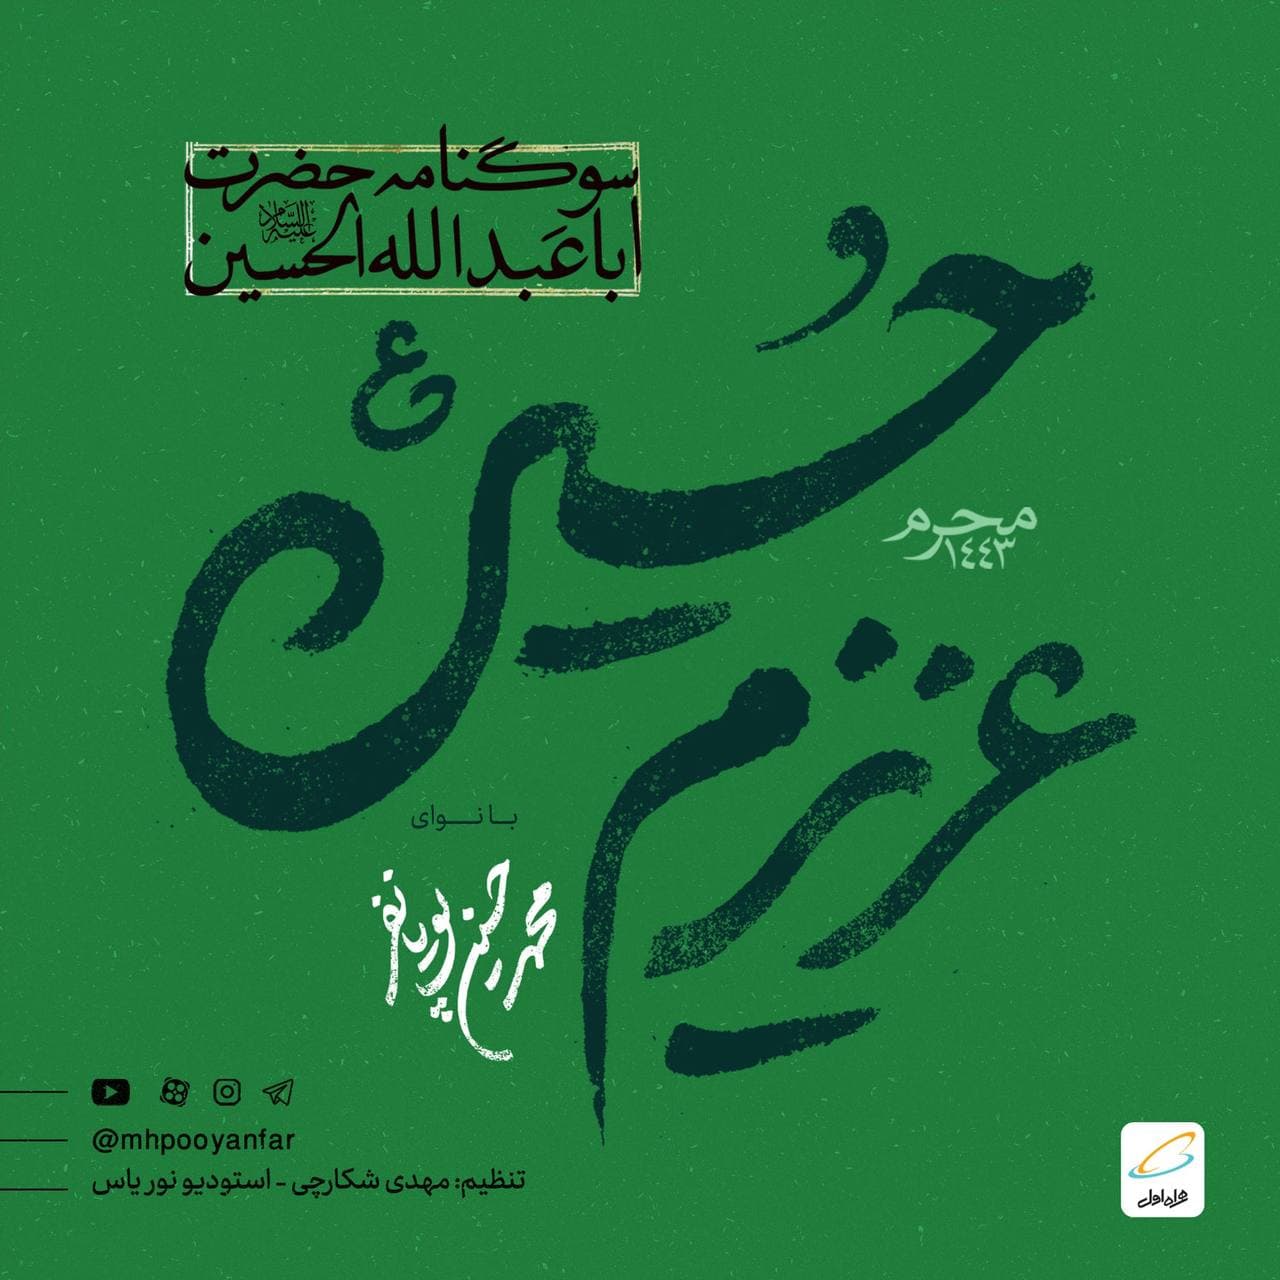 سوگنامه حضرت
اباعبدالله الحسین علیه السلام
حسین ع
محرم
۱٤٤۳
عزیزم
با نوای
محمدحسین پویانفر
@mhpooyanfar
تنظیم: مهدی شکارچی - استودیو نور یاس
همراه اول